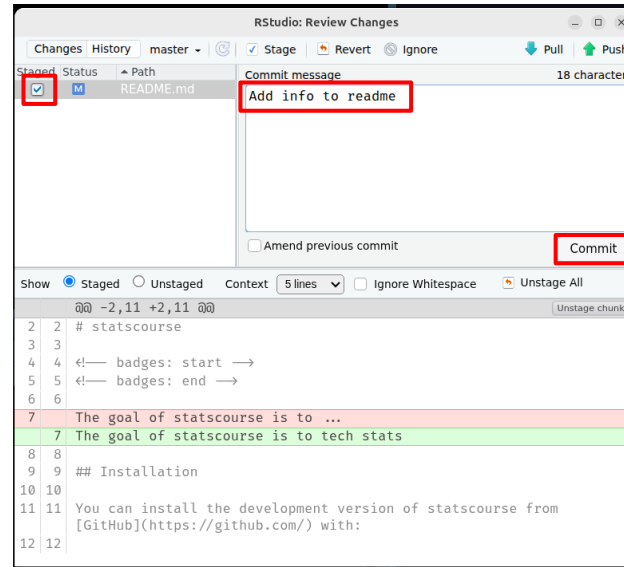 RStudio: Review Changes
Changes History master Stage Revert Ignore Pull Push
Staged Status Path
M README.md
Commit message 18 character
Add info to readme
Amend previous commit
Commit
Show Staged Unstaged Context 5 lines Ignore Whitespace Unstage All
@@ -2,11 +2,11 @@ Unstage chunk
2 2 # statscourse
3 3
4 4 <!-- badges: start -->
5 5 <!-- badges: end -->
6 6
7 The goal of statscourse is to ...
7 The goal of statscourse is to tech stats
8 8
9 9 ## Installation
10 10
11 11 You can install the development version of statscourse from
[GitHub](https://github.com/) with:
12 12